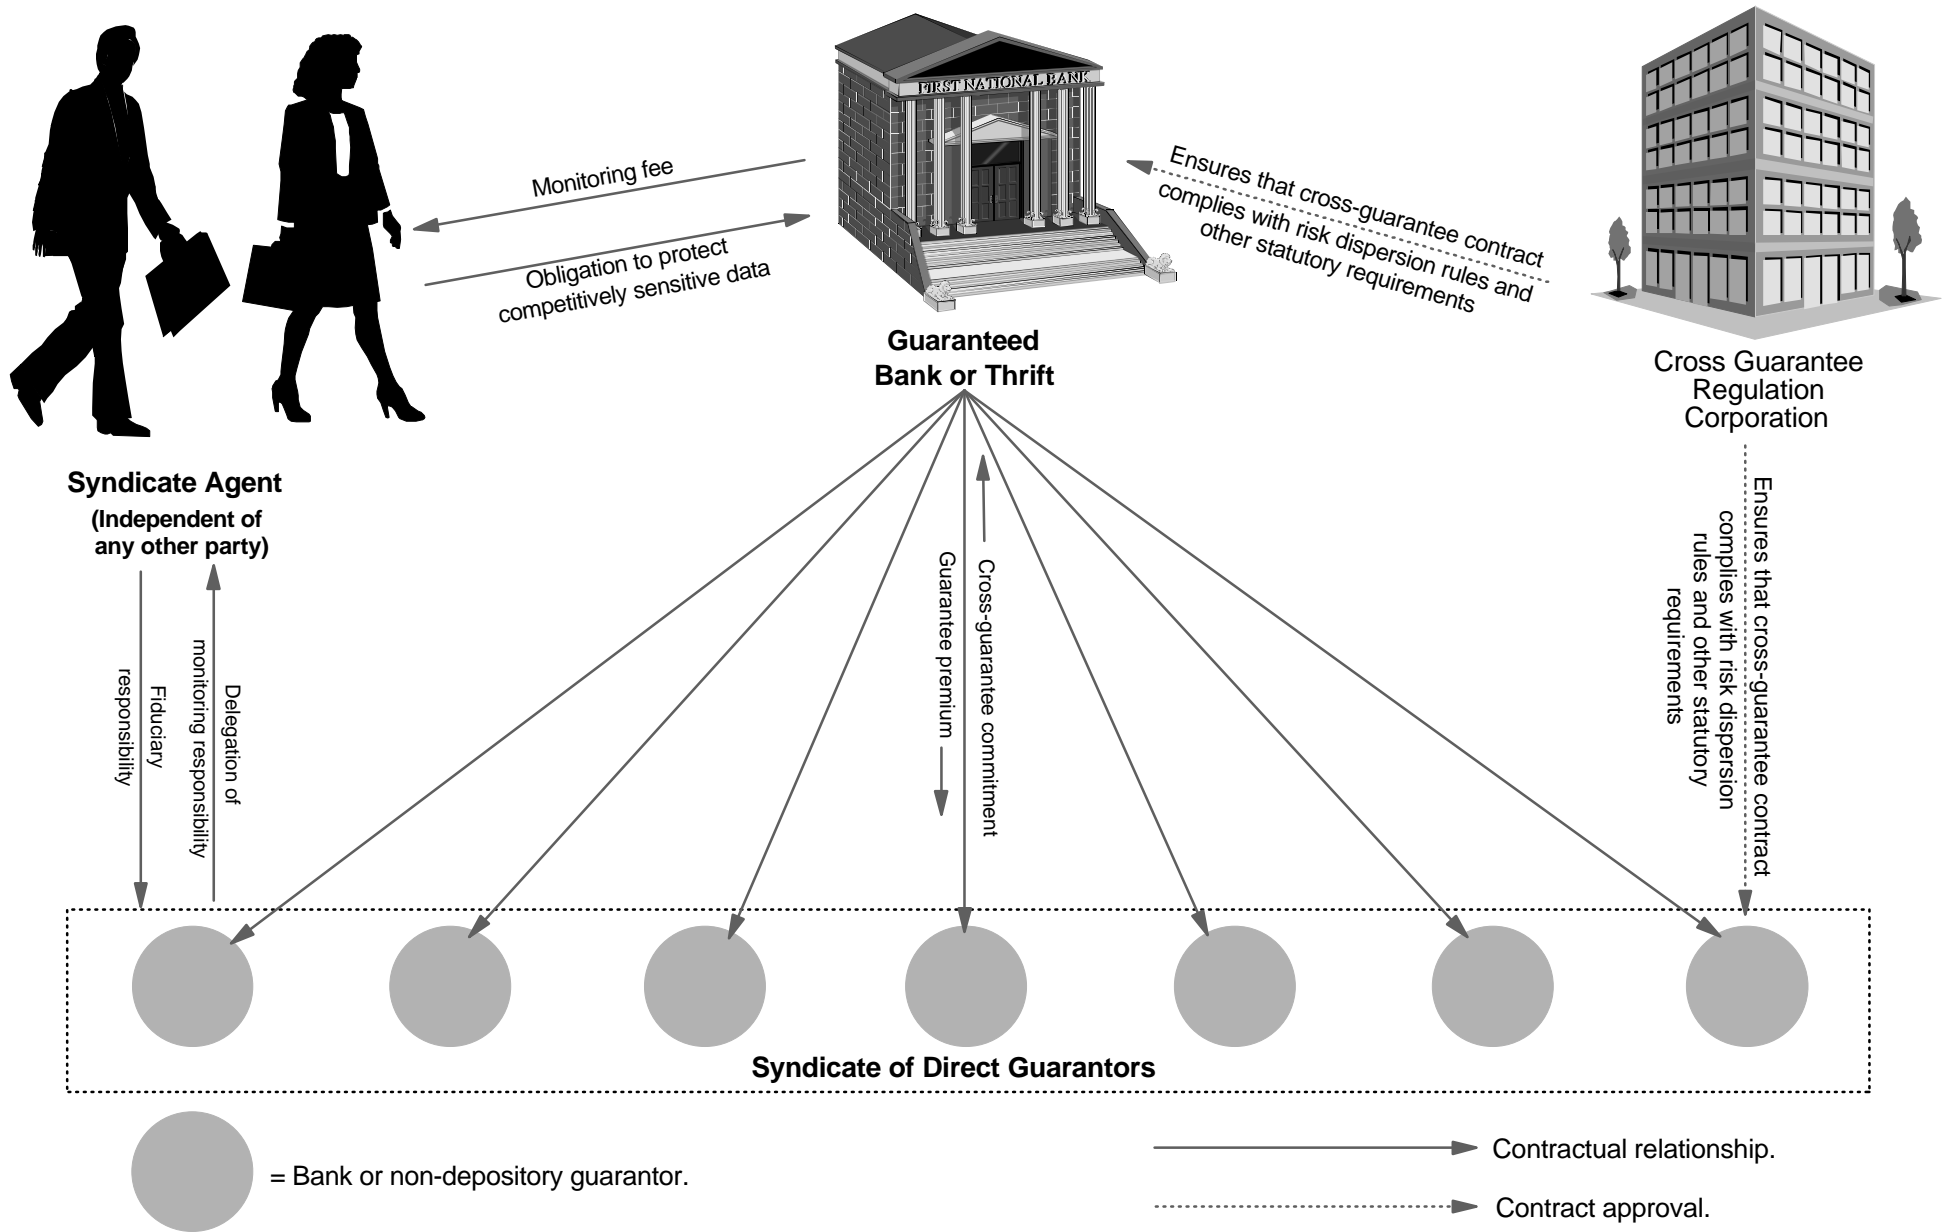 FIRST NATIONAL BANK
Monitoring fee
Obligation to protect
competitively sensitive data
Ensures that cross-guarantee contract
complies with risk dispersion rules and
other statutory requirements
Guaranteed
Bank or Thrift
Cross Guarantee
Regulation
Corporation
Syndicate Agent
(Independent of
any other party)
Fiduciary
responsibility
Delegation of
monitoring responsibility
Guarantee premium
Cross-guarantee commitment
Ensures that cross-guarantee contract
complies with risk dispersion
rules and other statutory
requirements
Syndicate of Direct Guarantors
= Bank or non-depository guarantor.
Contractual relationship.
Contract approval.